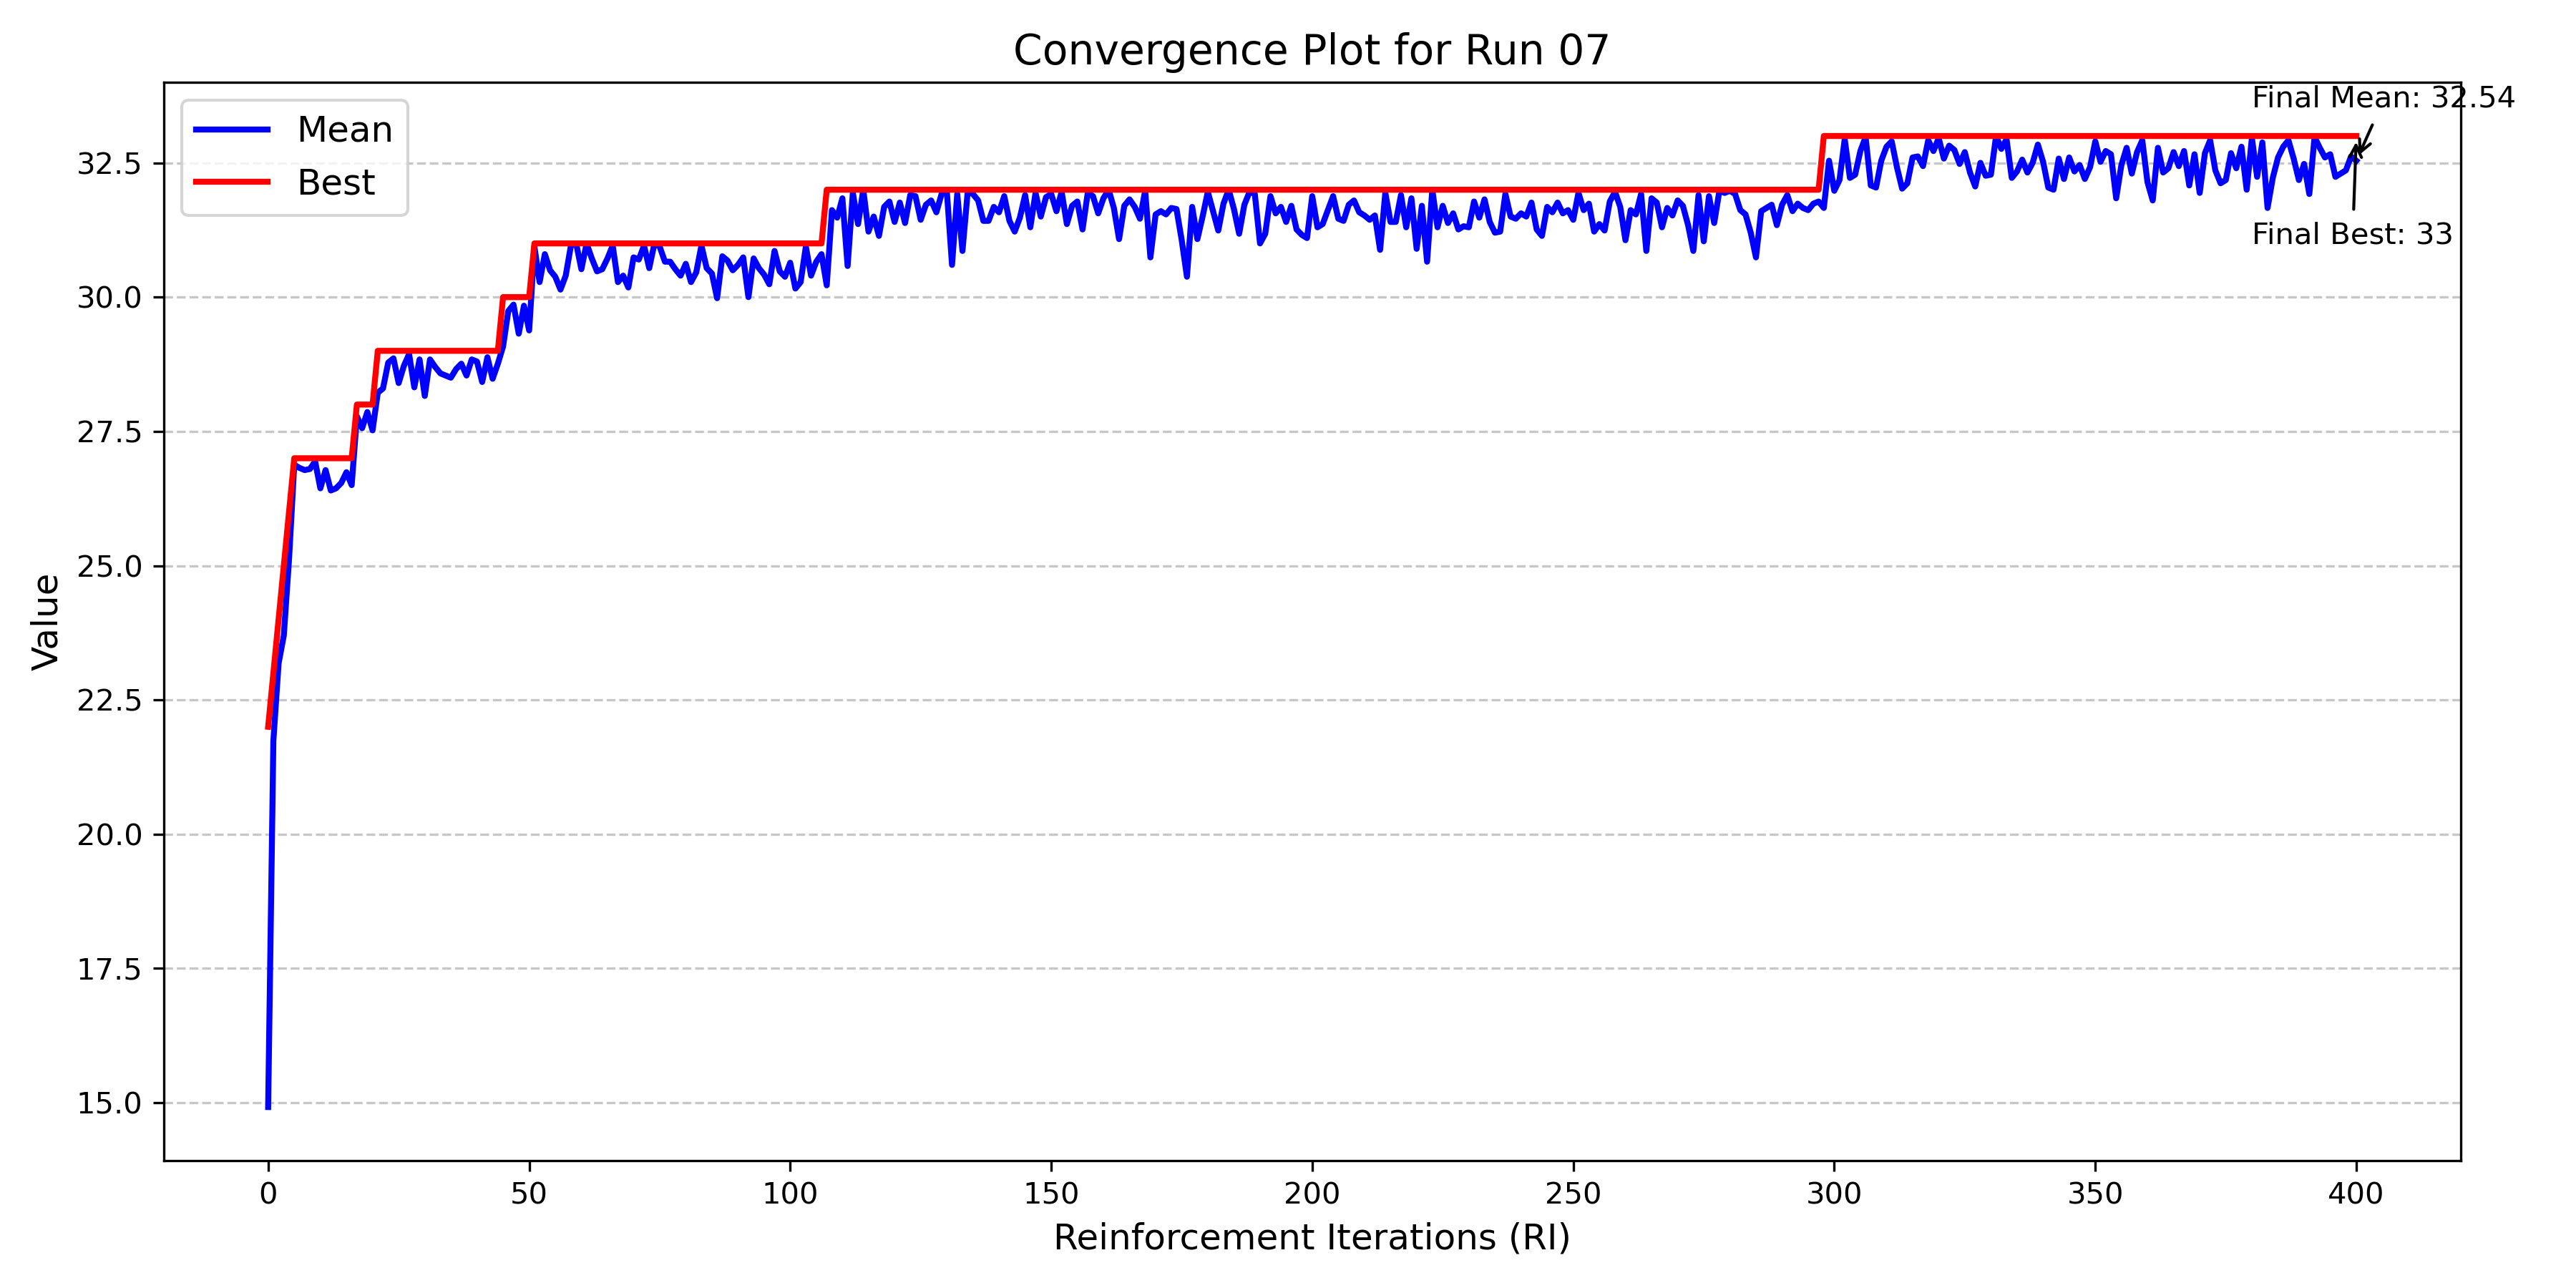 Convergence Plot for Run 07
Mean
Best
Final Mean: 32.54
Final Best: 33
Value
32.5
30.0
27.5
25.0
22.5
20.0
17.5
15.0
0 50 100 150 200 250 300 350 400
Reinforcement Iterations (RI)